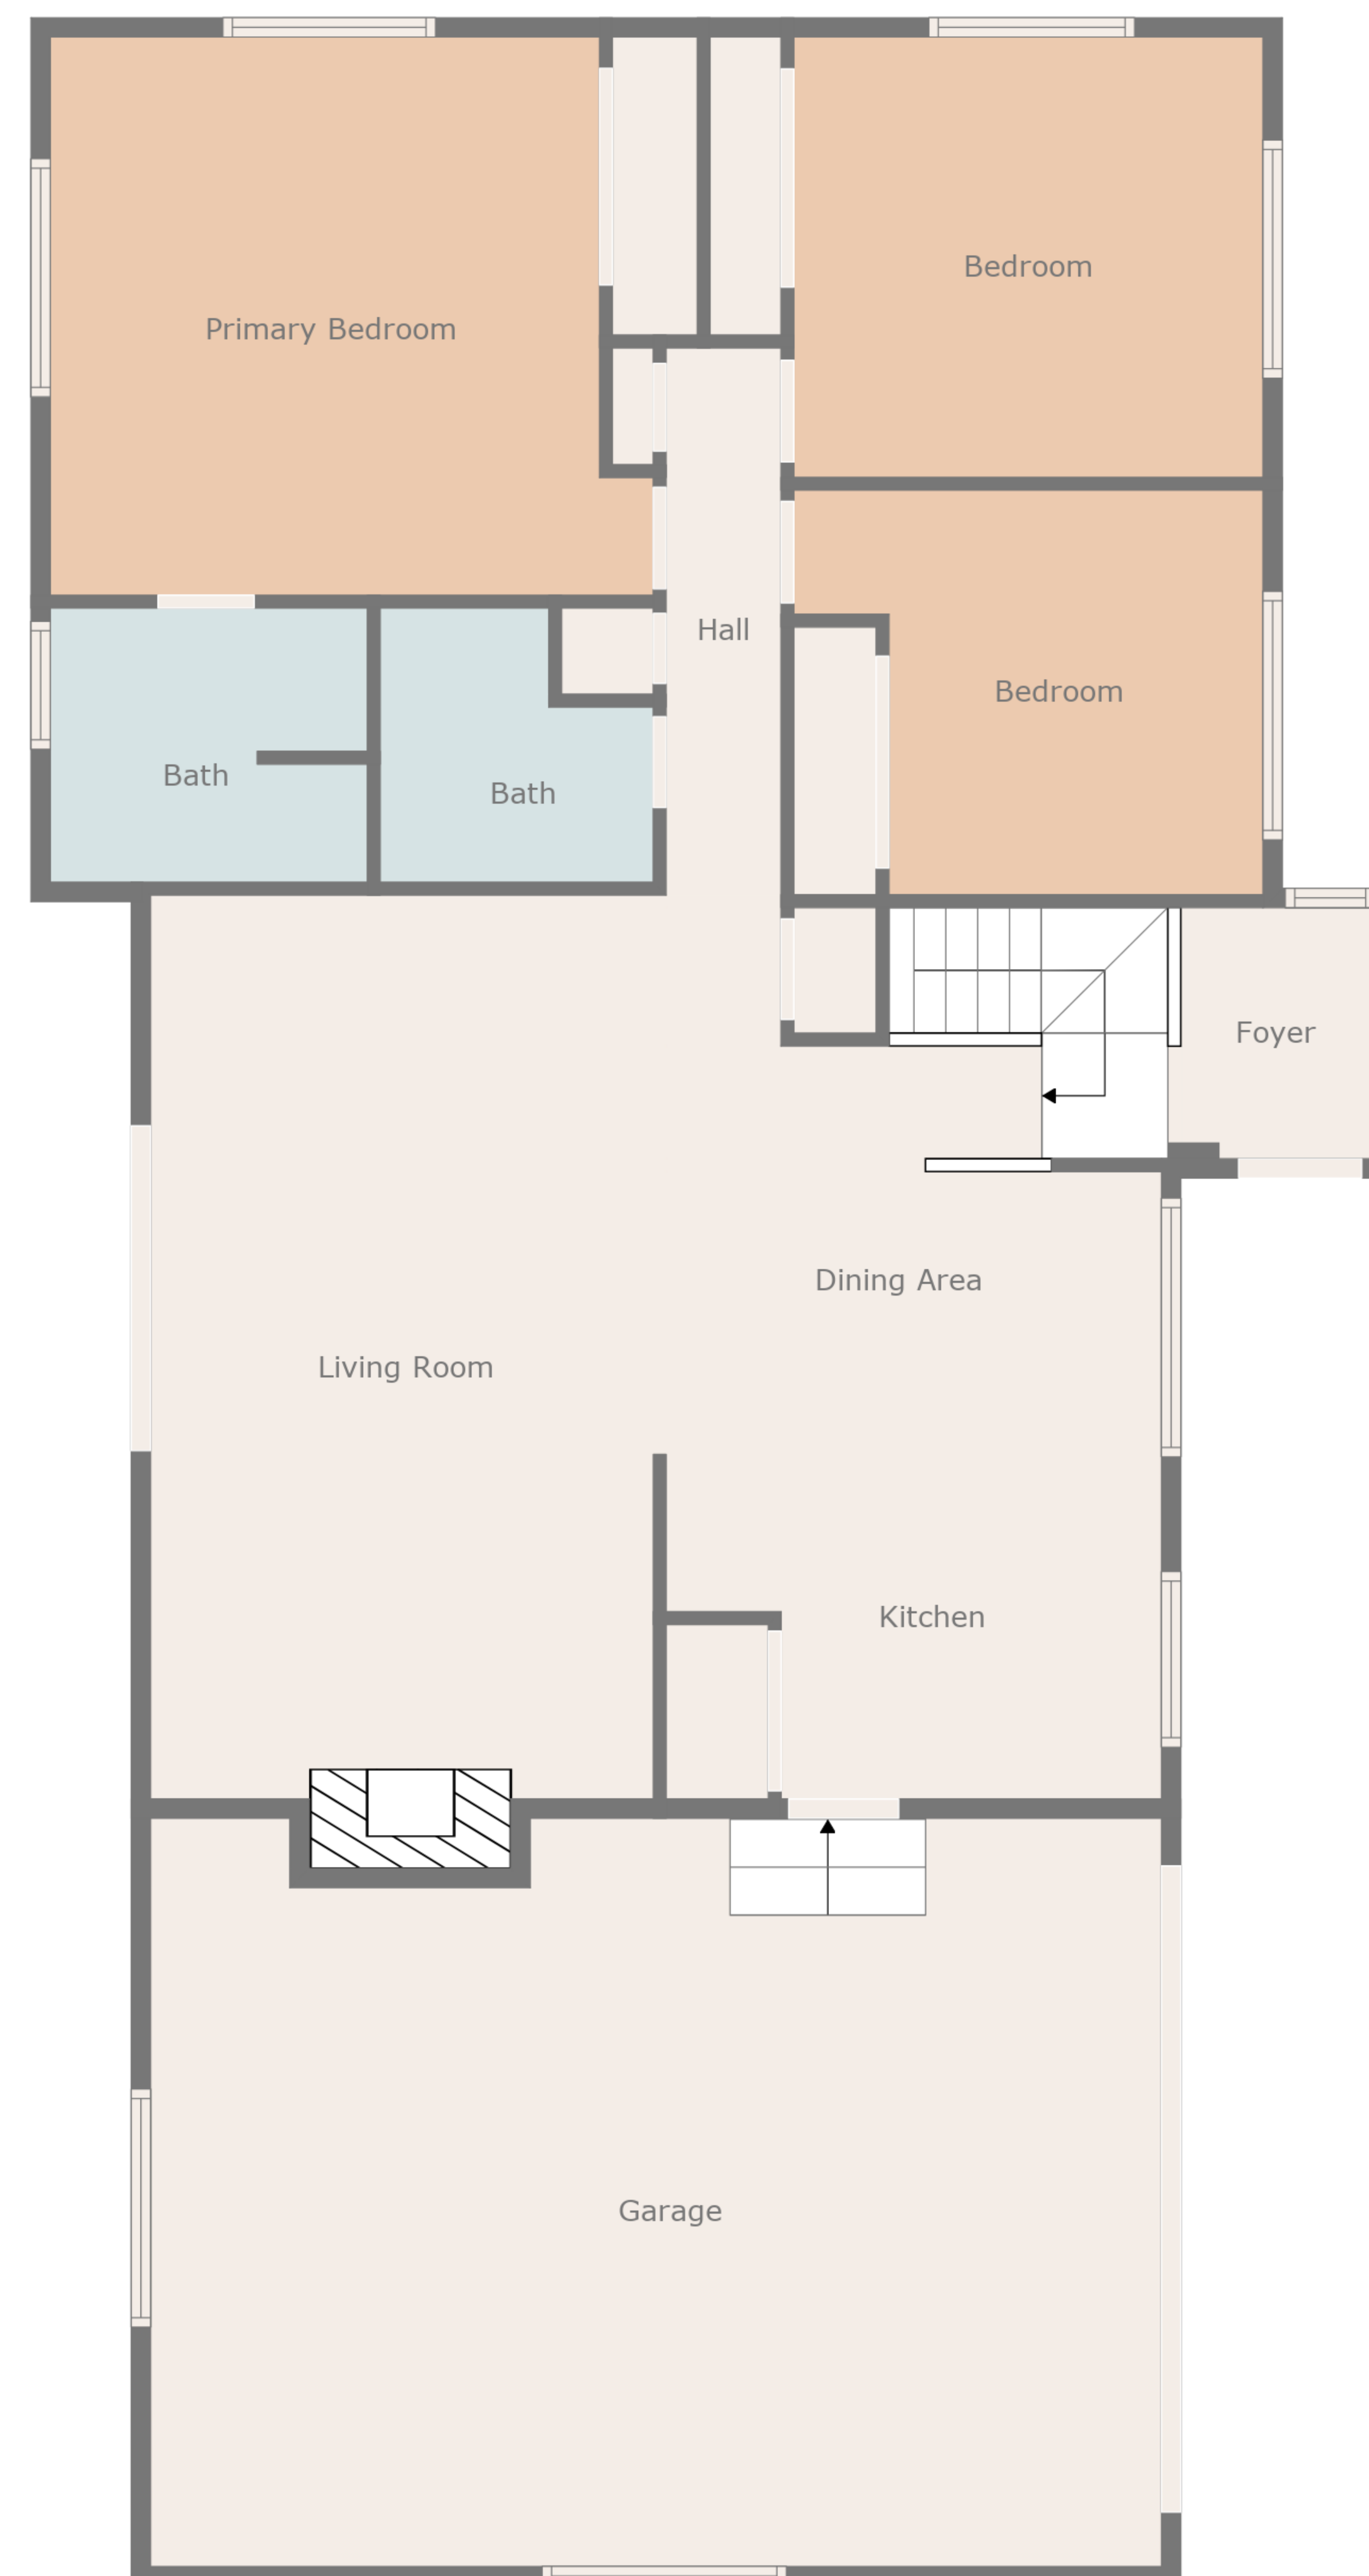 Bedroom
Primary Bedroom
Hall
Bedroom
Bath
Bath
Foyer
Dining Area
Living Room
Kitchen
Garage